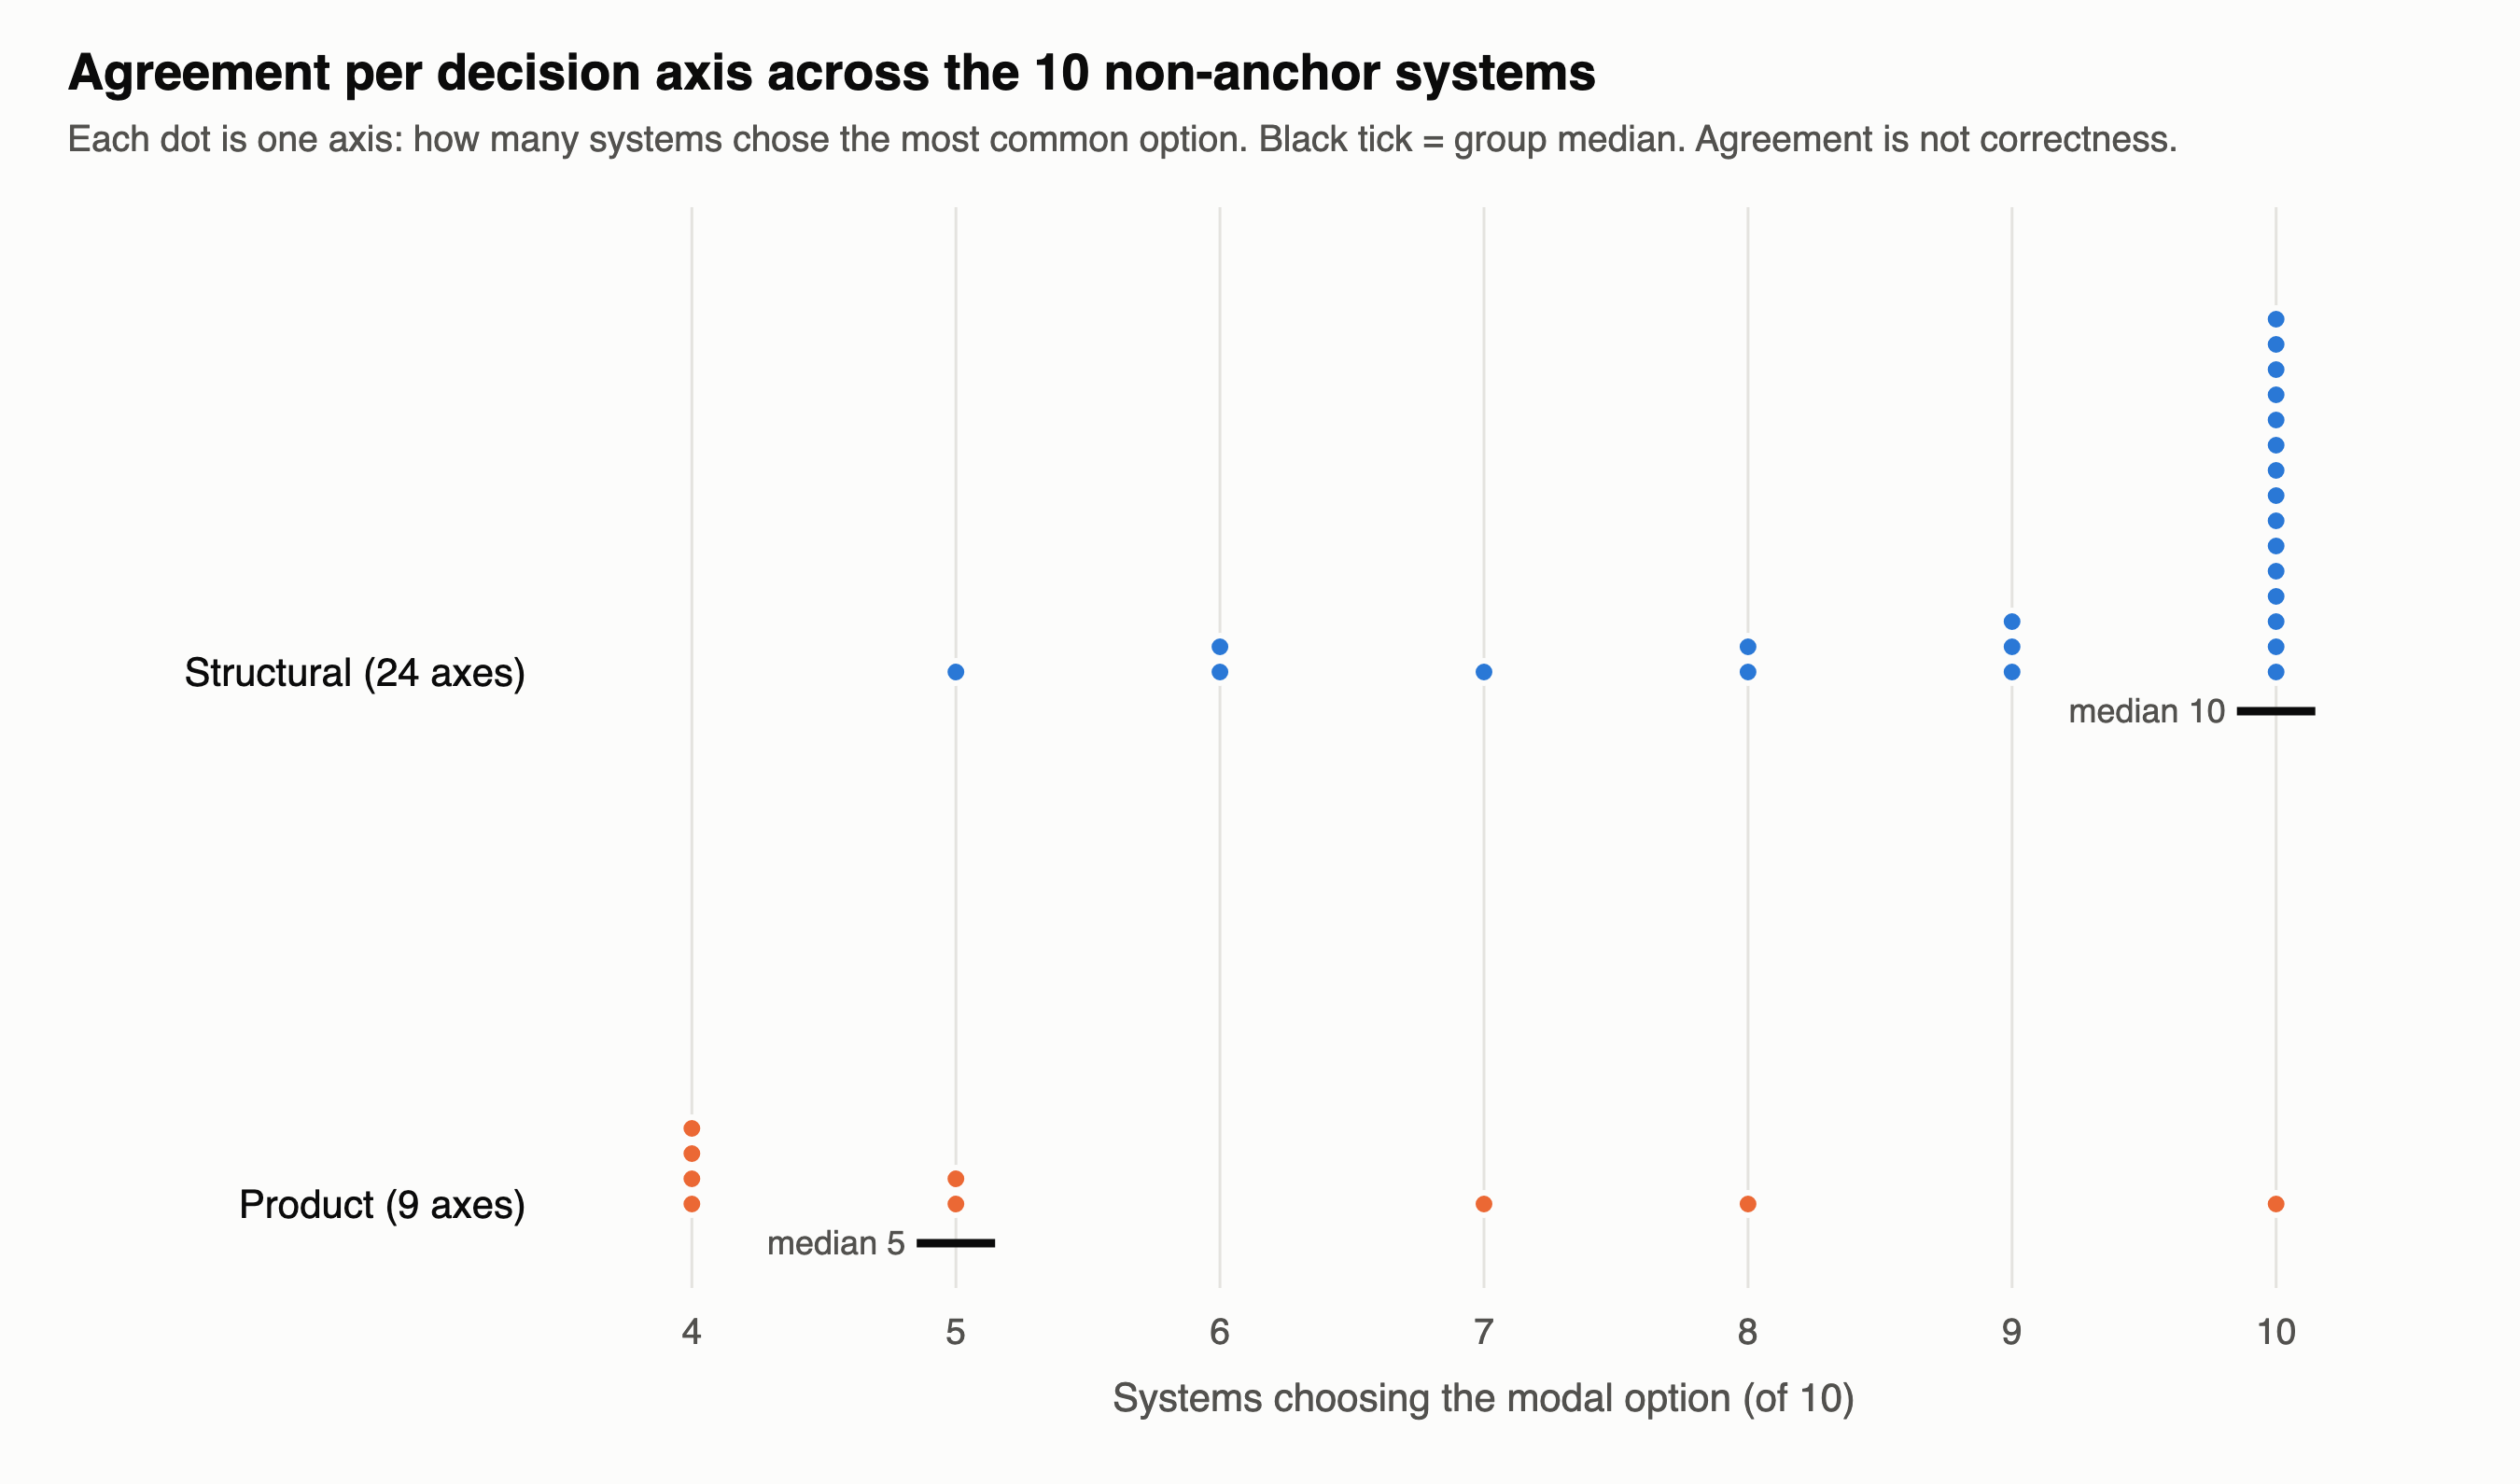 Agreement per decision axis across the 10 non-anchor systems
Each dot is one axis: how many systems chose the most common option. Black tick = group median. Agreement is not correctness.
Structural (24 axes)
median 10
Product (9 axes)
median 5
4 5 6 7 8 9 10
Systems choosing the modal option (of 10)